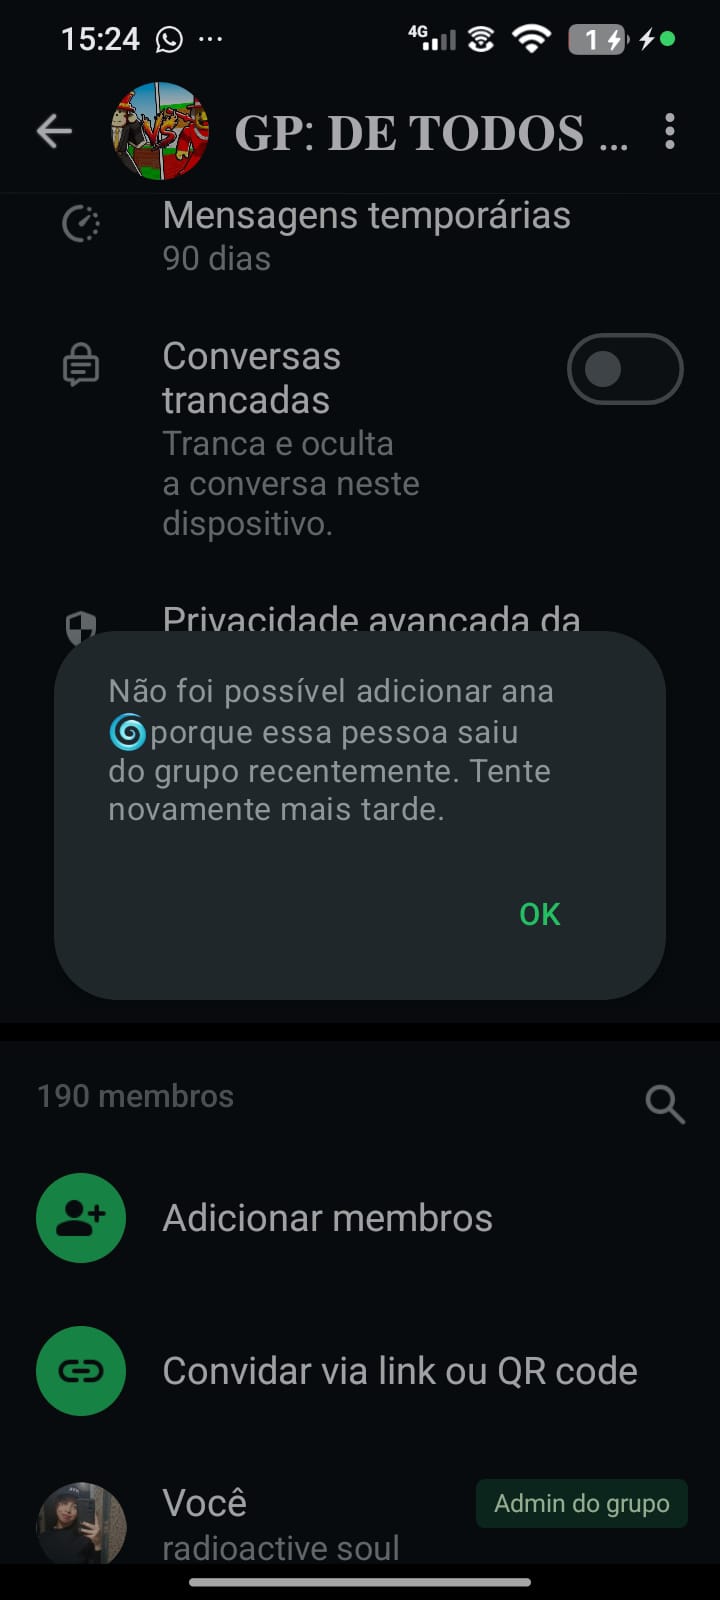 15:24 ...
4G 1
VS
GP: DE TODOS ...
Mensagens temporárias
90 dias
Conversas
trancadas
Tranca e oculta
a conversa neste
dispositivo.
Privacidade avançada da
Não foi possível adicionar ana
🌀porque essa pessoa saiu
do grupo recentemente. Tente
novamente mais tarde.
OK
190 membros
Adicionar membros
Convidar via link ou QR code
Você
Admin do grupo
radioactive soul